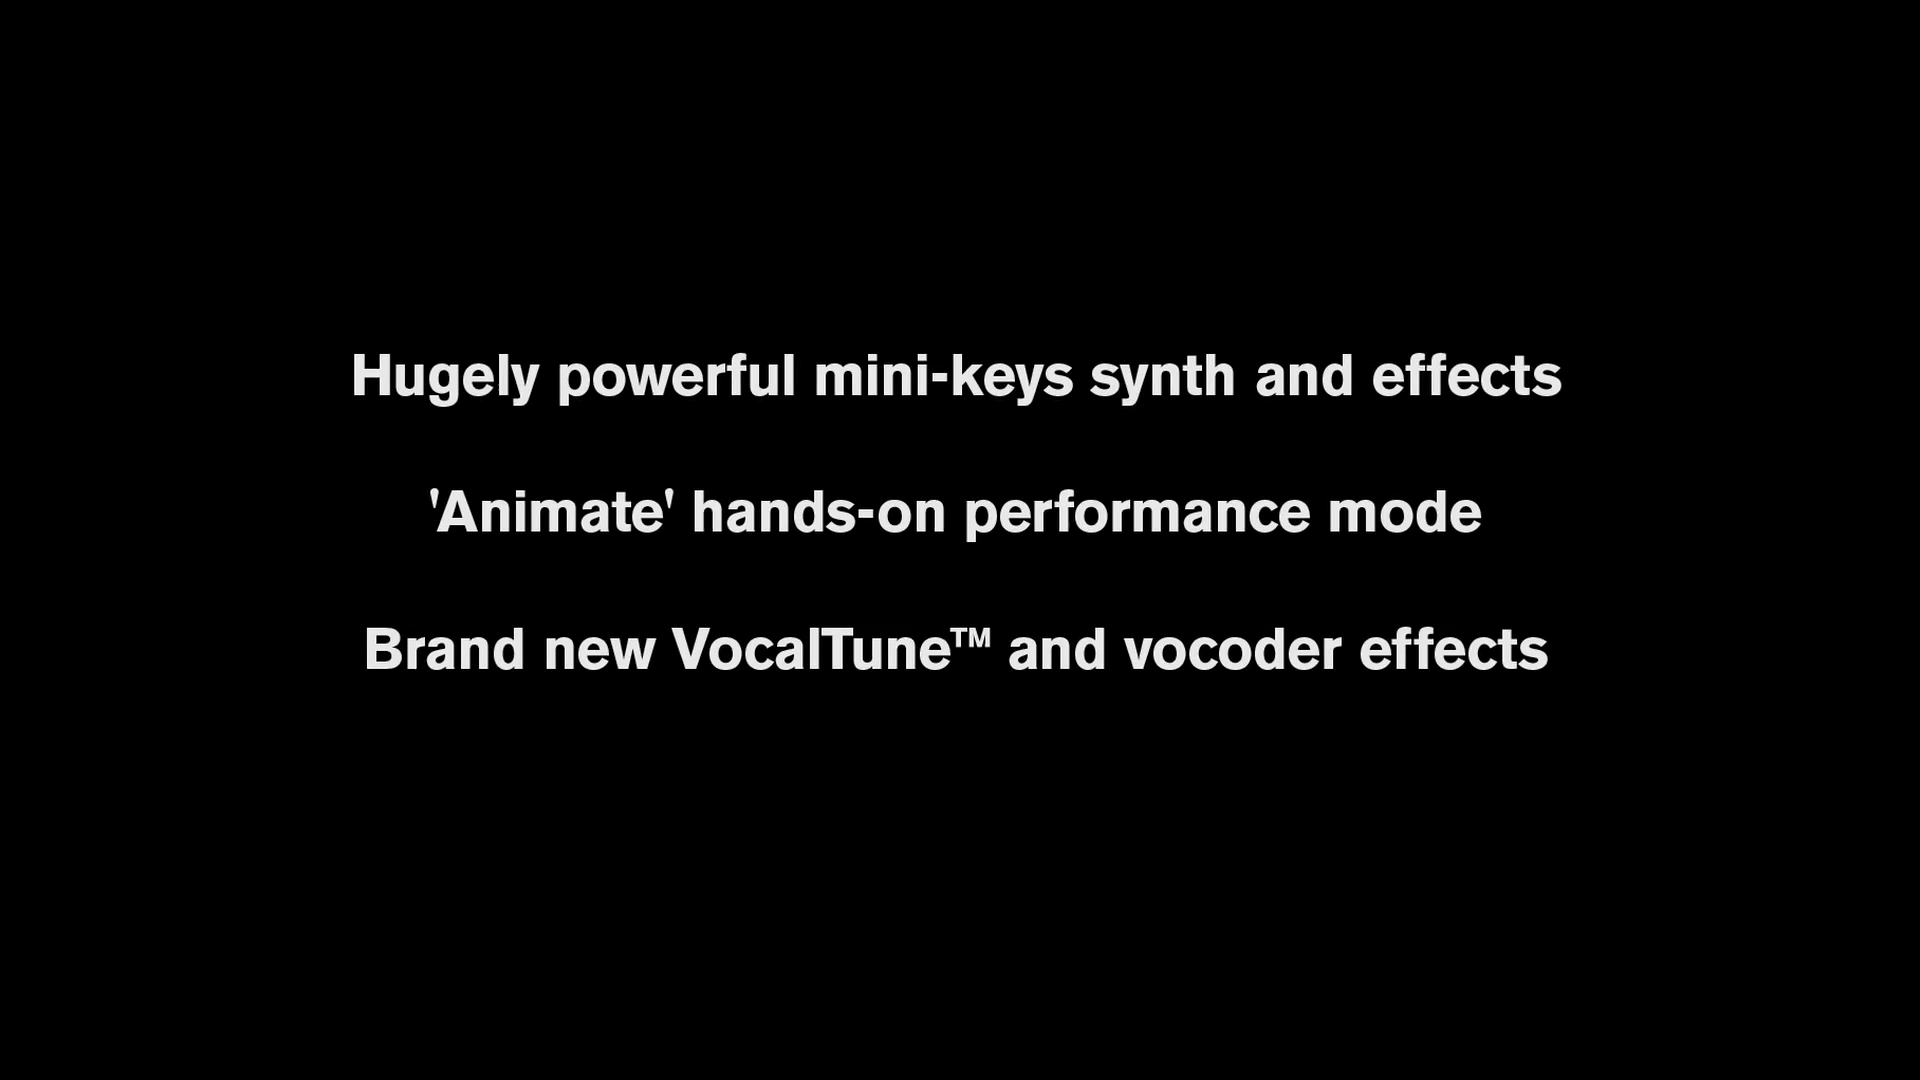 Hugely powerful mini-keys synth and effects
'Animate' hands-on performance mode
Brand new VocalTune™ and vocoder effects